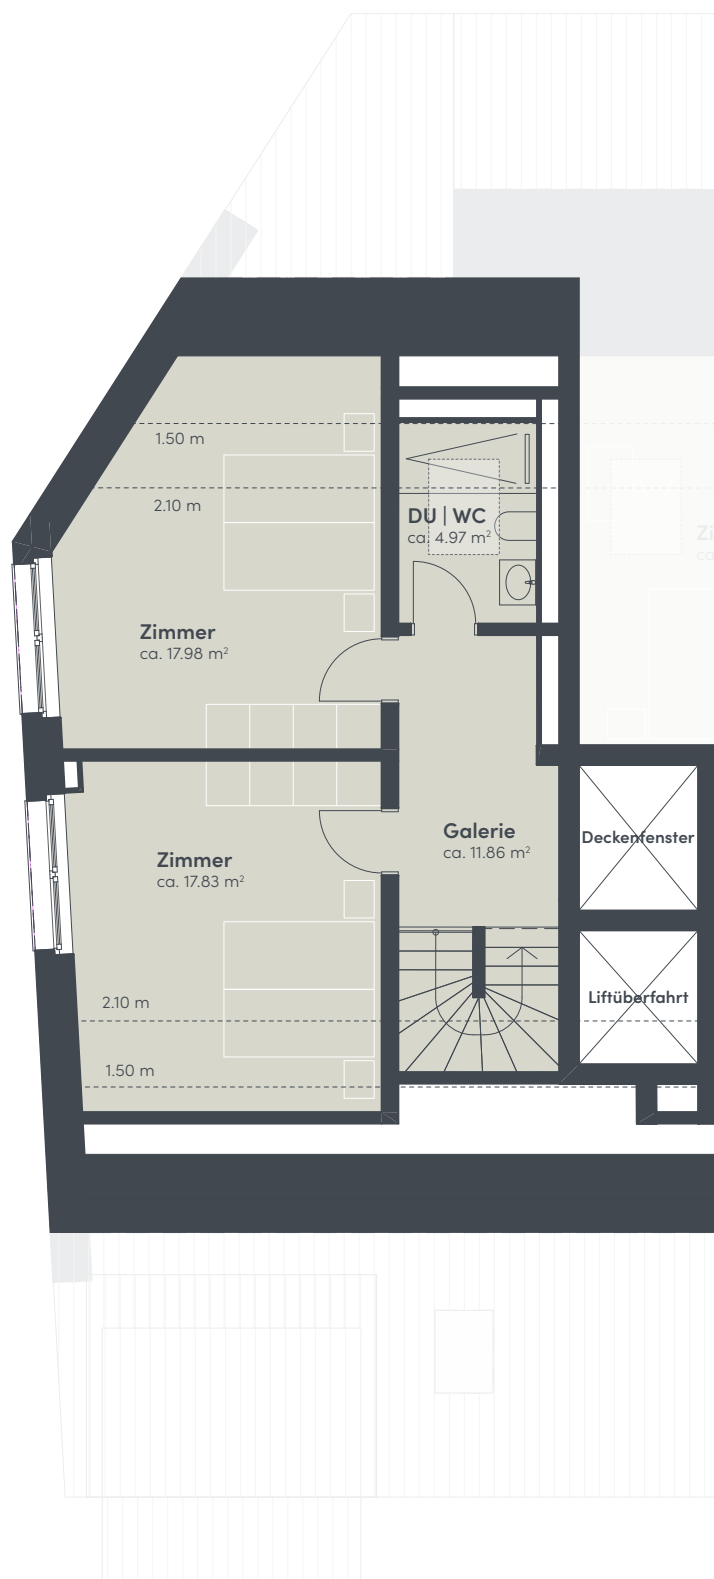 1.50 m
2.10 m
DU | WC
ca. 4.97 m²
Zimmer
ca. 17.98 m²
Galerie
ca. 11.86 m²
Deckenfenster
Zimmer
ca. 17.83 m²
Liftüberfahrt
2.10 m
1.50 m